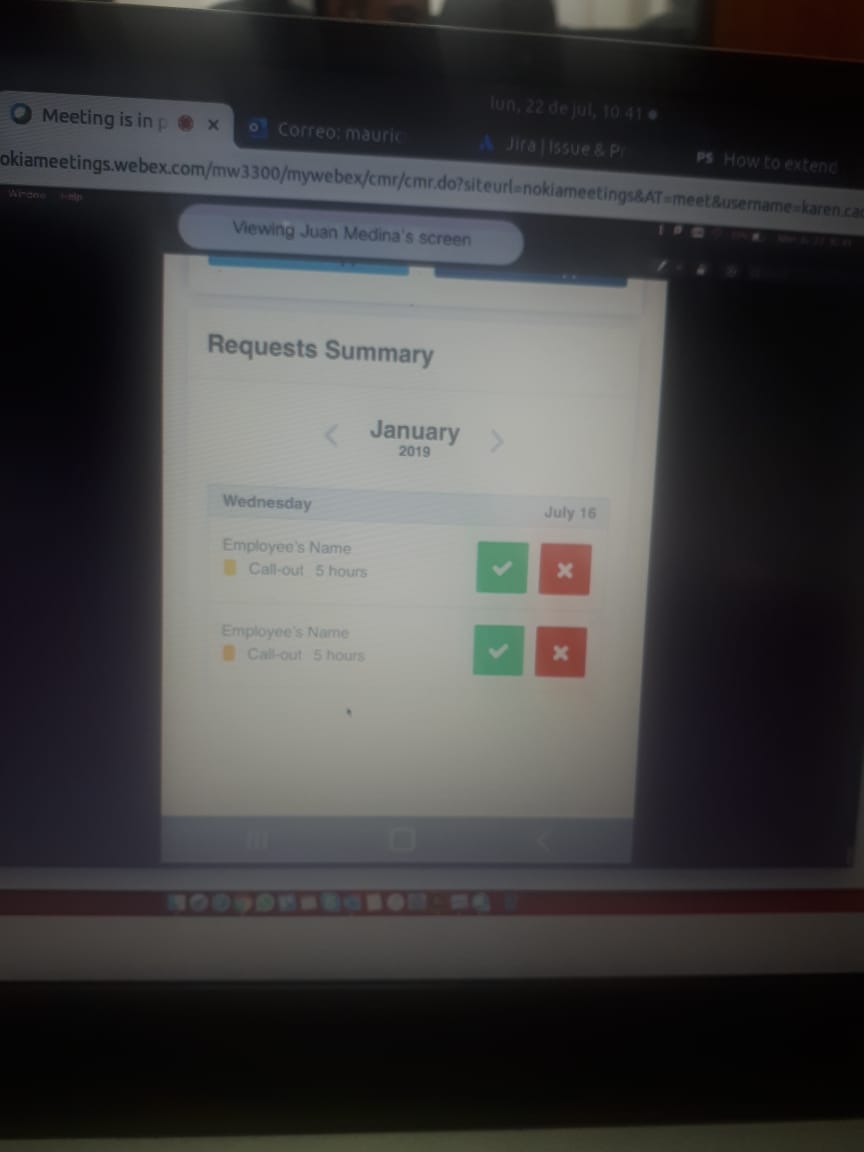 lun, 22 de jul, 10:41
Meeting is in p
Correo: mauric
Jira | Issue & Pr
PS How to extend
okiameetings.webex.com/mw3300/mywebex/cmr/cmr.do?siteurl=nokiameetings&AT=meet&username=karen.ca
Window Help
Viewing Juan Medina's screen
Requests Summary
January
2019
Wednesday July 16
Employee's Name
Call-out 5 hours
Employee's Name
Call-out 5 hours